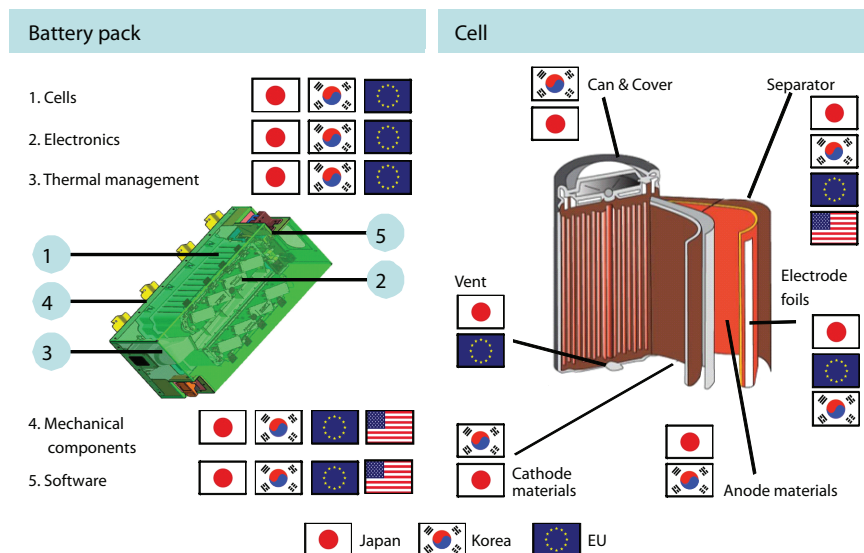 Battery pack
Cell
1. Cells
2. Electronics
3. Thermal management
1
2
3
4
5
4. Mechanical
components
5. Software
Can & Cover
Separator
Vent
Electrode
foils
Cathode
materials
Anode materials
Japan
Korea
EU